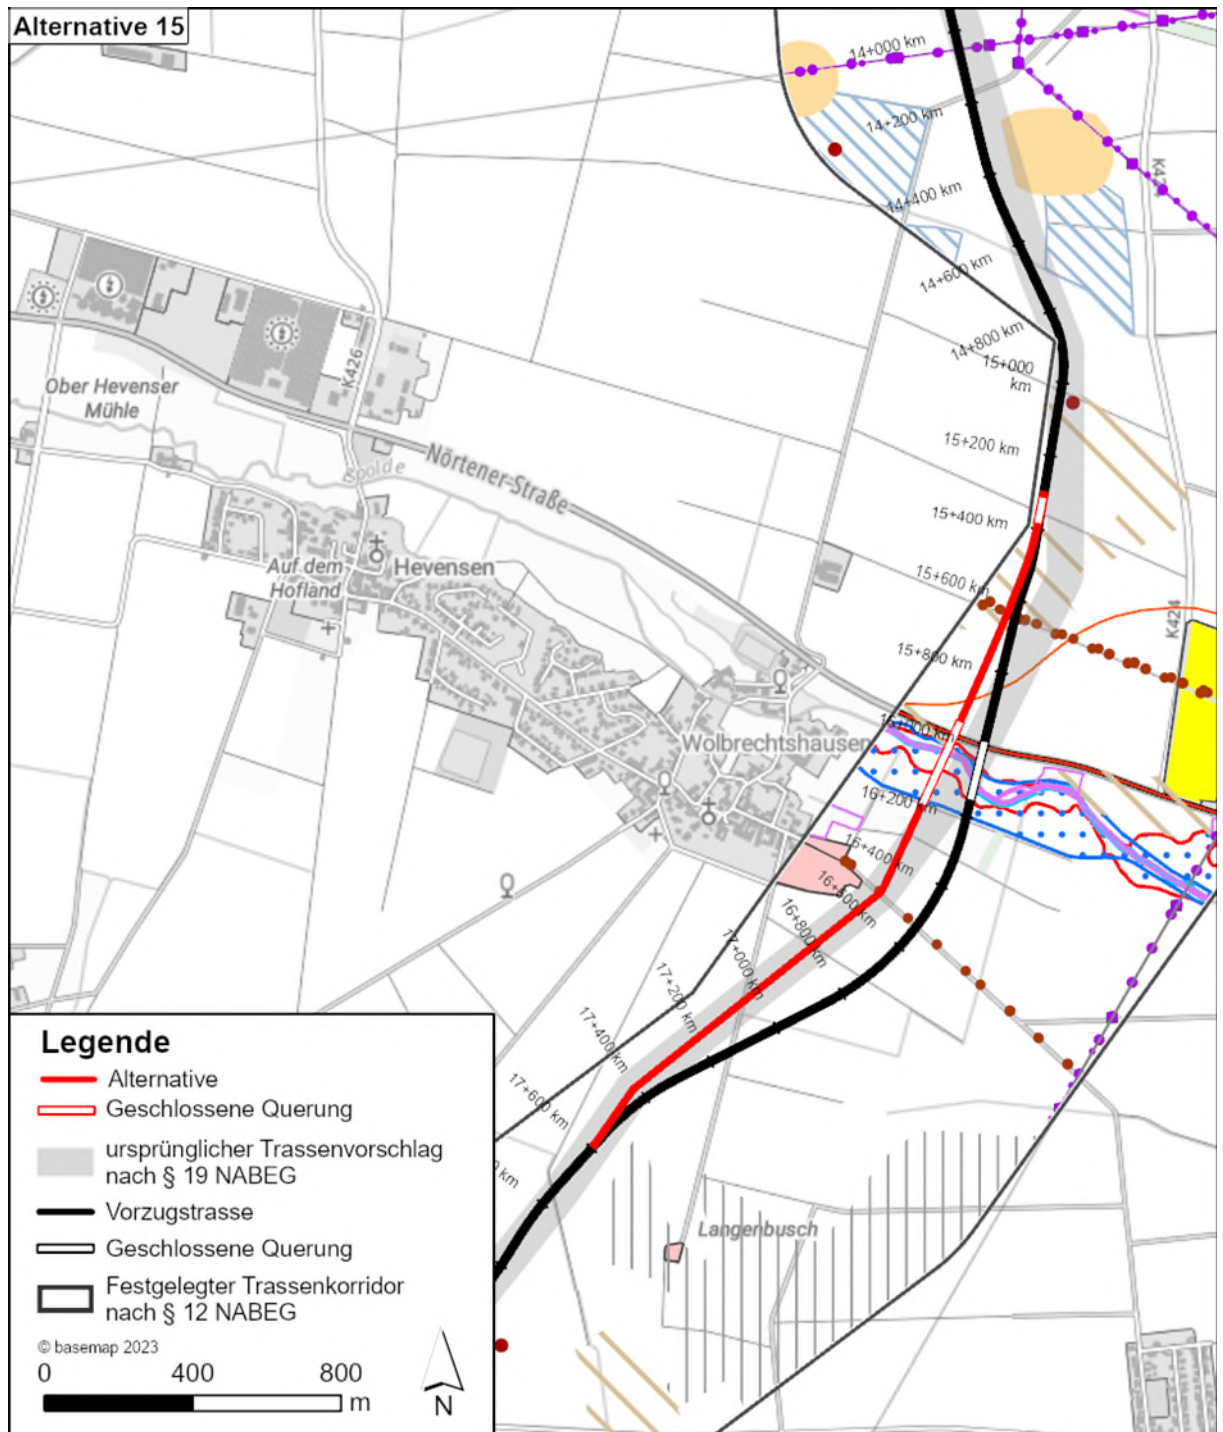 Alternative 15
14+000 km
14+200 km
14+400 km
14+600 km
14+800 km
15+000
km
15+200 km
15+400 km
15+600 km
15+800 km
16+000 km
16+200 km
16+400 km
16+600 km
16+800 km
17+000 km
17+200 km
17+400 km
17+600 km
km
K424
K426
Ober Hevenser
Mühle
Nörtener-Straße
Auf dem
Hofland
Hevensen
Wolbrechtshausen
K424
Langenbusch
Legende
Alternative
Geschlossene Querung
ursprünglicher Trassenvorschlag
nach § 19 NABEG
Vorzugstrasse
Geschlossene Querung
Festgelegter Trassenkorridor
nach § 12 NABEG
© basemap 2023
0 400 800
m
N